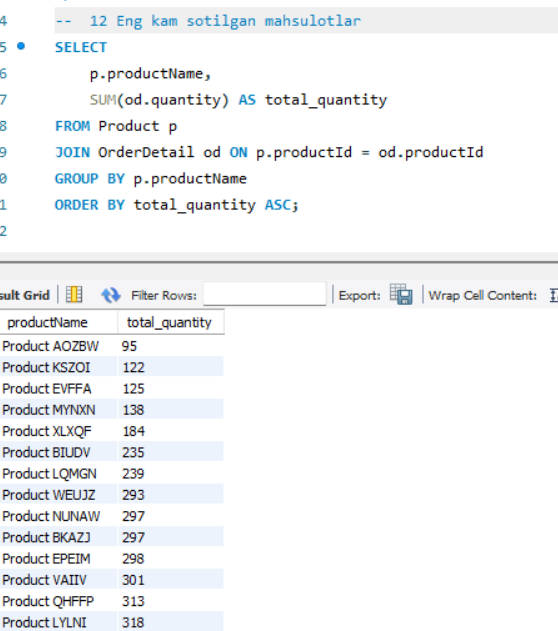 4 -- 12 Eng kam sotilgan mahsulotlar
5 SELECT
6 p.productName,
7 SUM(od.quantity) AS total_quantity
8 FROM Product p
9 JOIN OrderDetail od ON p.productId = od.productId
0 GROUP BY p.productName
1 ORDER BY total_quantity ASC;
2
sult Grid Filter Rows: Export: Wrap Cell Content:
productName total_quantity
Product AOZBW 95
Product KSZOI 122
Product EVFFA 125
Product MYNXN 138
Product XLXQF 184
Product BIUDV 235
Product LQMGN 239
Product WEUJZ 293
Product NUNAW 297
Product BKAZJ 297
Product EPEIM 298
Product VAIIV 301
Product QHFFP 313
Product LYLNI 318